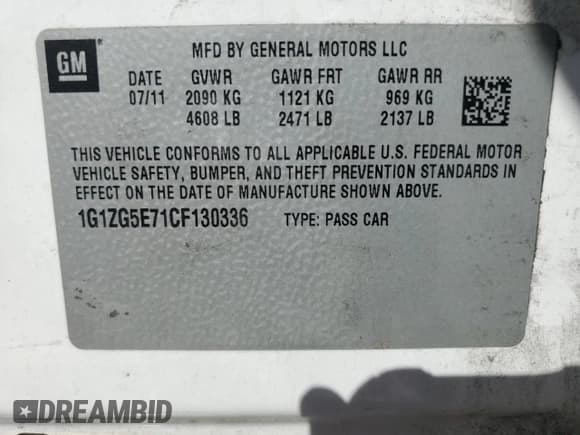 GM
MFD BY GENERAL MOTORS LLC
DATE GVWR GAWR FRT GAWR RR
07/11 2090 KG 1121 KG 969 KG
4608 LB 2471 LB 2137 LB
THIS VEHICLE CONFORMS TO ALL APPLICABLE U.S. FEDERAL MOTOR
VEHICLE SAFETY, BUMPER, AND THEFT PREVENTION STANDARDS IN
EFFECT ON THE DATE OF MANUFACTURE SHOWN ABOVE.
1G1ZG5E71CF130336 TYPE: PASS CAR
DREAMBID